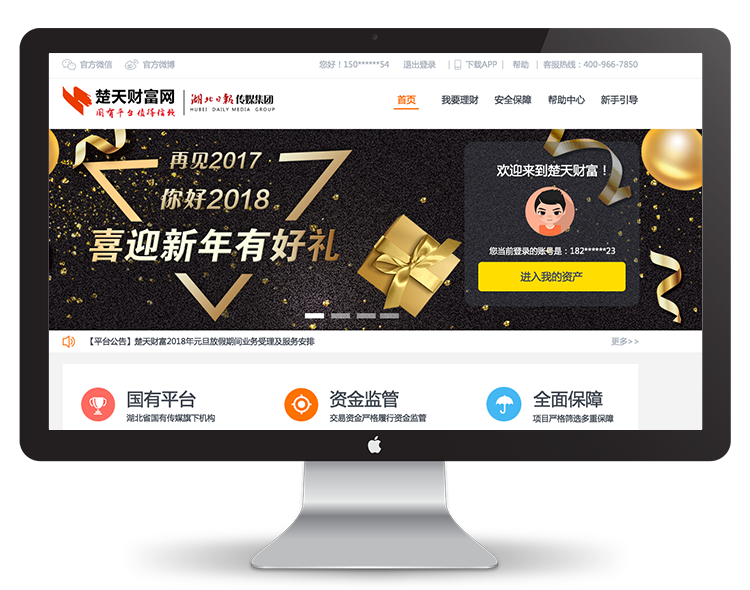 官方微信 官方微博 您好！150******54 退出登录 | 下载APP | 帮助 | 客服热线：400-966-7850
楚天财富网 湖北日报传媒集团
国有平台 值得信赖 HUBEI DAILY MEDIA GROUP
首页 我要理财 安全保障 帮助中心 新手引导
再见2017·
你好2018
喜迎新年有好礼
欢迎来到楚天财富！
您当前登录的账号是：182******23
进入我的资产
【平台公告】楚天财富2018年元旦放假期间业务受理及服务安排 更多>>
国有平台 资金监管 全面保障
湖北省国有传媒旗下机构 交易资金严格履行资金监管 项目严格筛选多重保障